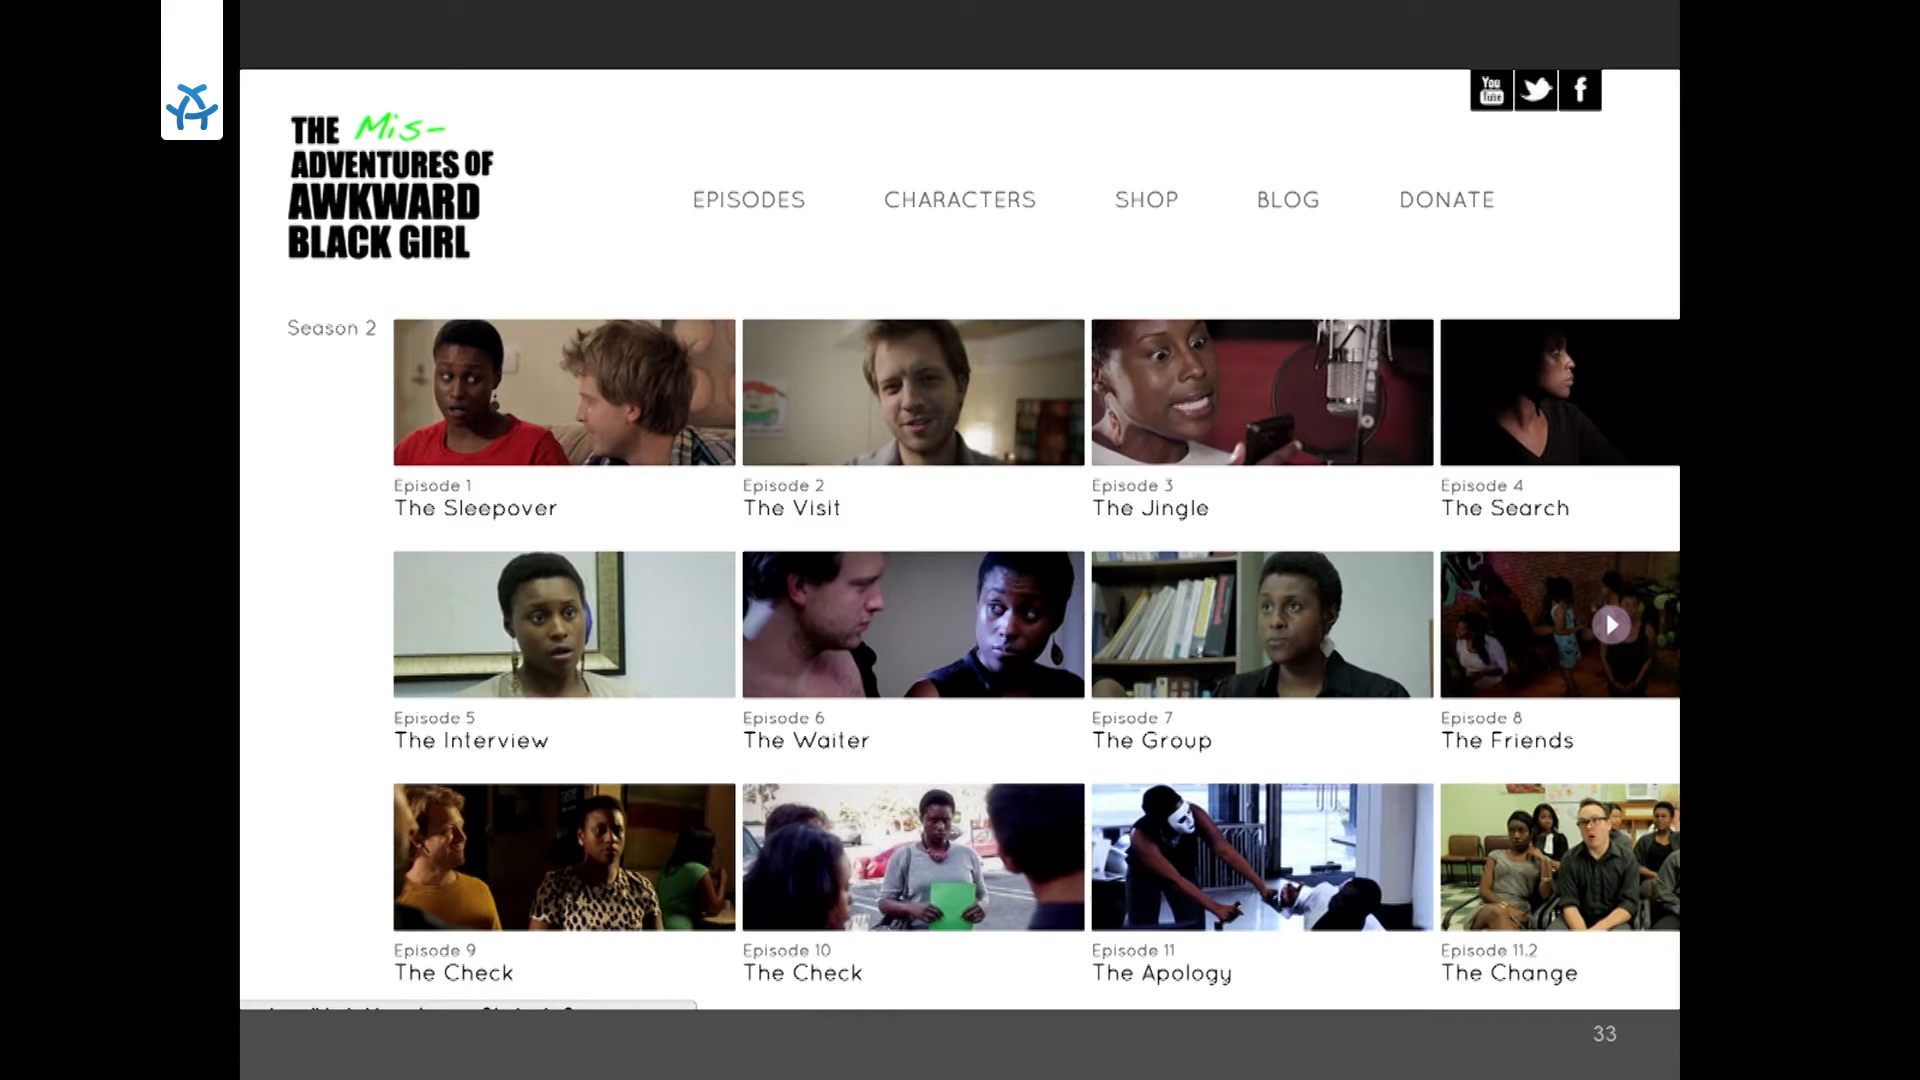 You
Tube
THE Mis-
ADVENTURES OF
AWKWARD
BLACK GIRL
EPISODES CHARACTERS SHOP BLOG DONATE
Season 2
Episode 1 Episode 2 Episode 3 Episode 4
The Sleepover The Visit The Jingle The Search
Episode 5 Episode 6 Episode 7 Episode 8
The Interview The Waiter The Group The Friends
Episode 9 Episode 10 Episode 11 Episode 11.2
The Check The Check The Apology The Change
33